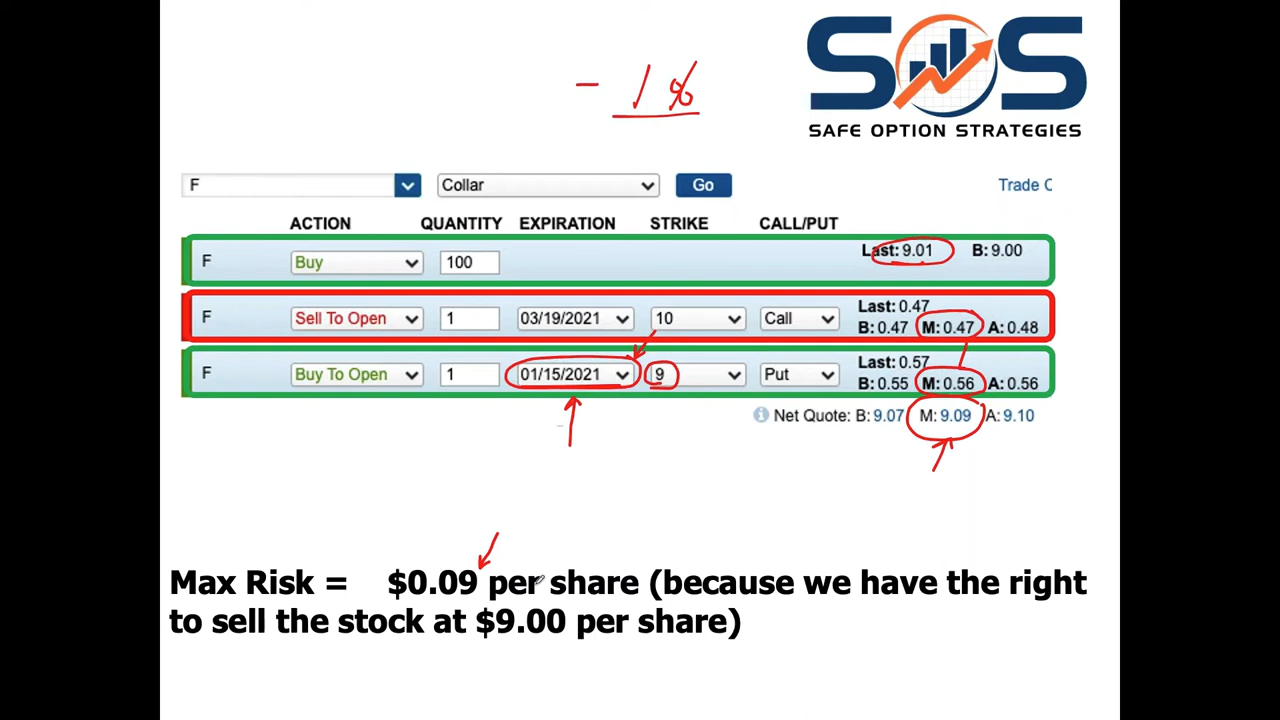 - 1 %
SOS
SAFE OPTION STRATEGIES
F Collar Go Trade C
ACTION QUANTITY EXPIRATION STRIKE CALL/PUT
F Buy 100 Last: 9.01 B: 9.00
F Sell To Open 1 03/19/2021 10 Call Last: 0.47
B: 0.47 M: 0.47 A: 0.48
F Buy To Open 1 01/15/2021 9 Put Last: 0.57
B: 0.55 M: 0.56 A: 0.56
Net Quote: B: 9.07 M: 9.09 A: 9.10
Max Risk = $0.09 per share (because we have the right
to sell the stock at $9.00 per share)